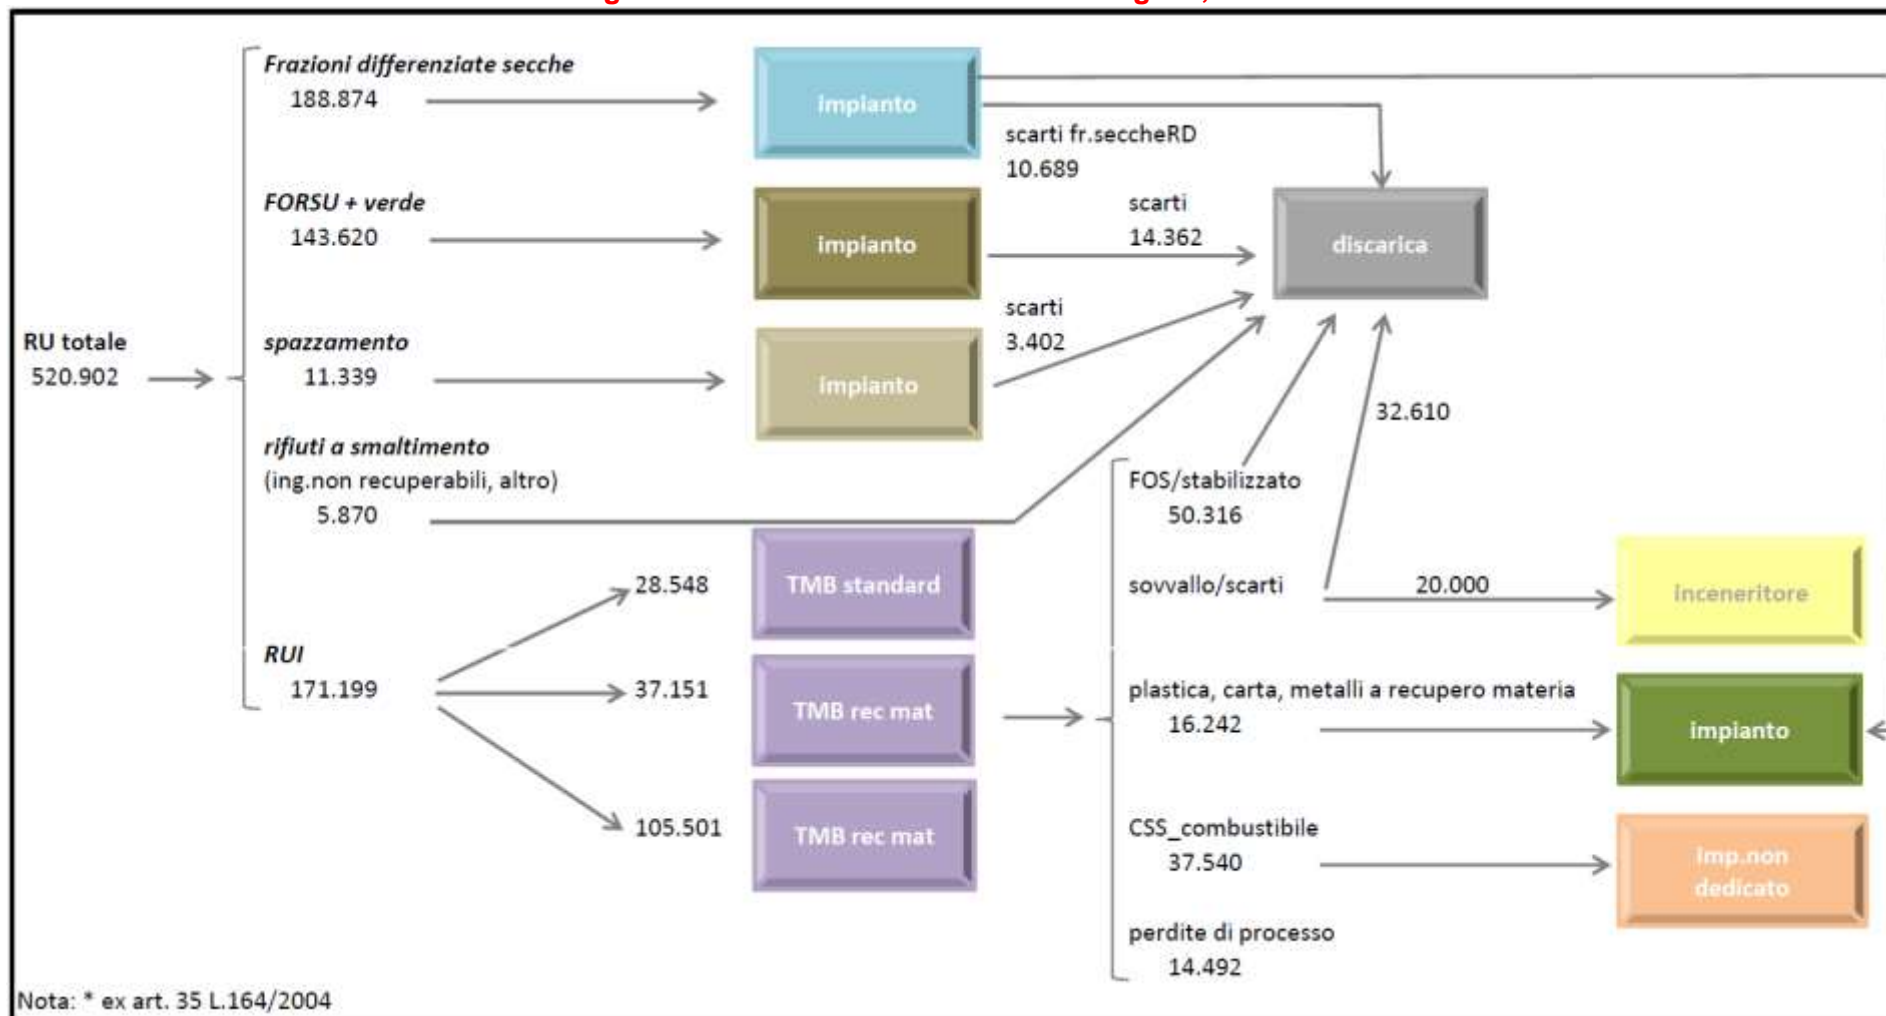 Frazioni differenziate secche
188.874
impianto
scarti fr.seccheRD
10.689
FORSU + verde
143.620
impianto
scarti
14.362
discarica
RU totale
520.902
spazzamento
11.339
impianto
scarti
3.402
32.610
rifiuti a smaltimento
(ing.non recuperabili, altro)
5.870
FOS/stabilizzato
50.316
28.548
TMB standard
sovvallo/scarti
20.000
inceneritore
RUI
171.199
37.151
TMB rec mat
plastica, carta, metalli a recupero materia
16.242
impianto
105.501
TMB rec mat
CSS_combustibile
37.540
imp.non
dedicato
perdite di processo
14.492
Nota: * ex art. 35 L.164/2004